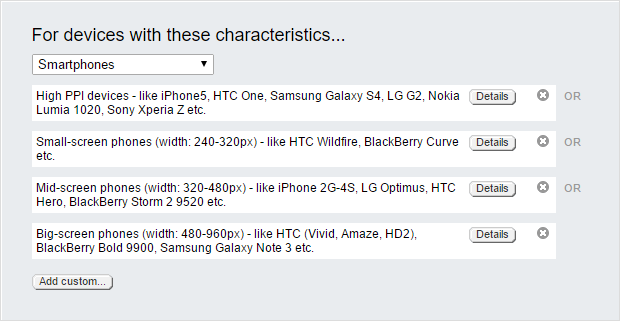 For devices with these characteristics...
Smartphones
High PPI devices - like iPhone5, HTC One, Samsung Galaxy S4, LG G2, Nokia Details OR
Lumia 1020, Sony Xperia Z etc.
Small-screen phones (width: 240-320px) - like HTC Wildfire, BlackBerry Curve Details OR
etc.
Mid-screen phones (width: 320-480px) - like iPhone 2G-4S, LG Optimus, HTC Details OR
Hero, BlackBerry Storm 2 9520 etc.
Big-screen phones (width: 480-960px) - like HTC (Vivid, Amaze, HD2), Details
BlackBerry Bold 9900, Samsung Galaxy Note 3 etc.
Add custom...